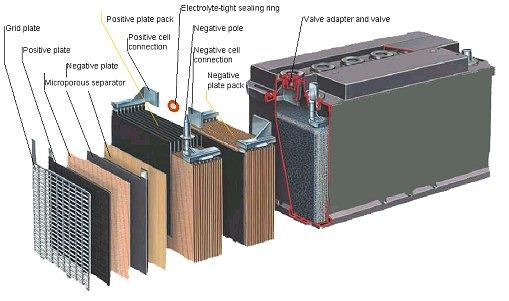 Electrolyte-tight sealing ring
Positive plate pack
Grid plate
Negative pole
Valve adapter and valve
Positive cell
connection
Positive plate
Negative cell
connection
Negative plate
Negative
plate pack
Microporous separator